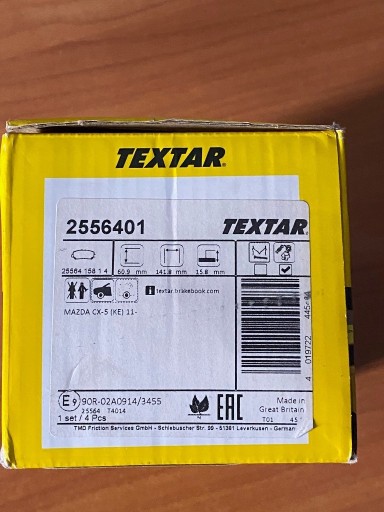 TEXTAR®
2556401 TEXTAR
25564 158 1 4 60.9 mm 141.8 mm 15.8 mm
textar.brakebook.com
MAZDA CX-5 (KE) 11-
4 019722
E9 90R-02A0914/3455
25564 T4014
1 set / 4 Pcs
EAC
Made in
Great Britain
T01
TMD Friction Services GmbH - Schlebuscher Str. 99 - 51381 Leverkusen - German